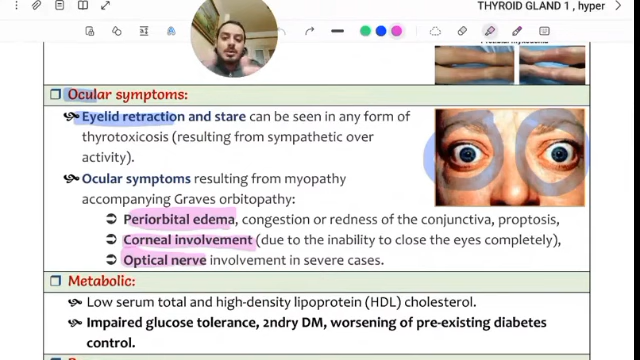 THYROID GLAND 1 , hyper
Ocular symptoms:
Eyelid retraction and stare can be seen in any form of
thyrotoxicosis (resulting from sympathetic over
activity).
Ocular symptoms resulting from myopathy
accompanying Graves orbitopathy:
Periorbital edema, congestion or redness of the conjunctiva, proptosis,
Corneal involvement (due to the inability to close the eyes completely),
Optical nerve involvement in severe cases.
Metabolic:
Low serum total and high-density lipoprotein (HDL) cholesterol.
Impaired glucose tolerance, 2ndry DM, worsening of pre-existing diabetes
control.